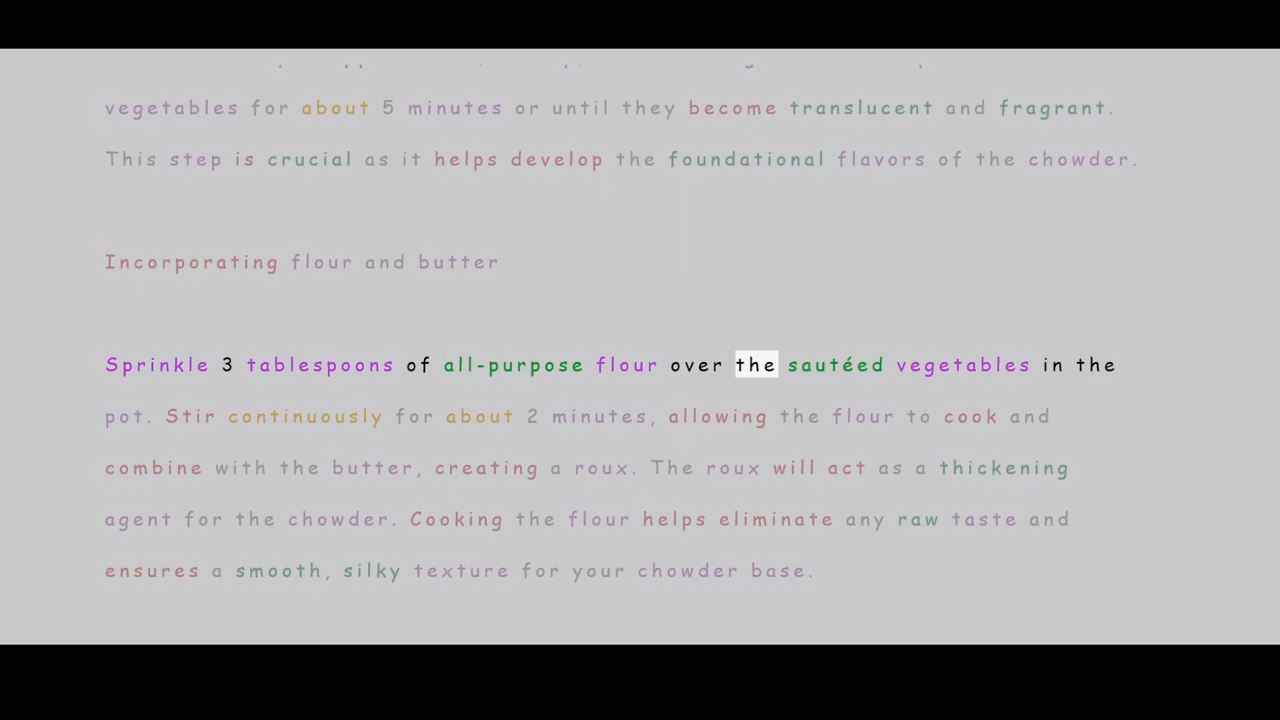 vegetables for about 5 minutes or until they become translucent and fragrant.
This step is crucial as it helps develop the foundational flavors of the chowder.
Incorporating flour and butter
Sprinkle 3 tablespoons of all-purpose flour over the sautéed vegetables in the
pot. Stir continuously for about 2 minutes, allowing the flour to cook and
combine with the butter, creating a roux. The roux will act as a thickening
agent for the chowder. Cooking the flour helps eliminate any raw taste and
ensures a smooth, silky texture for your chowder base.